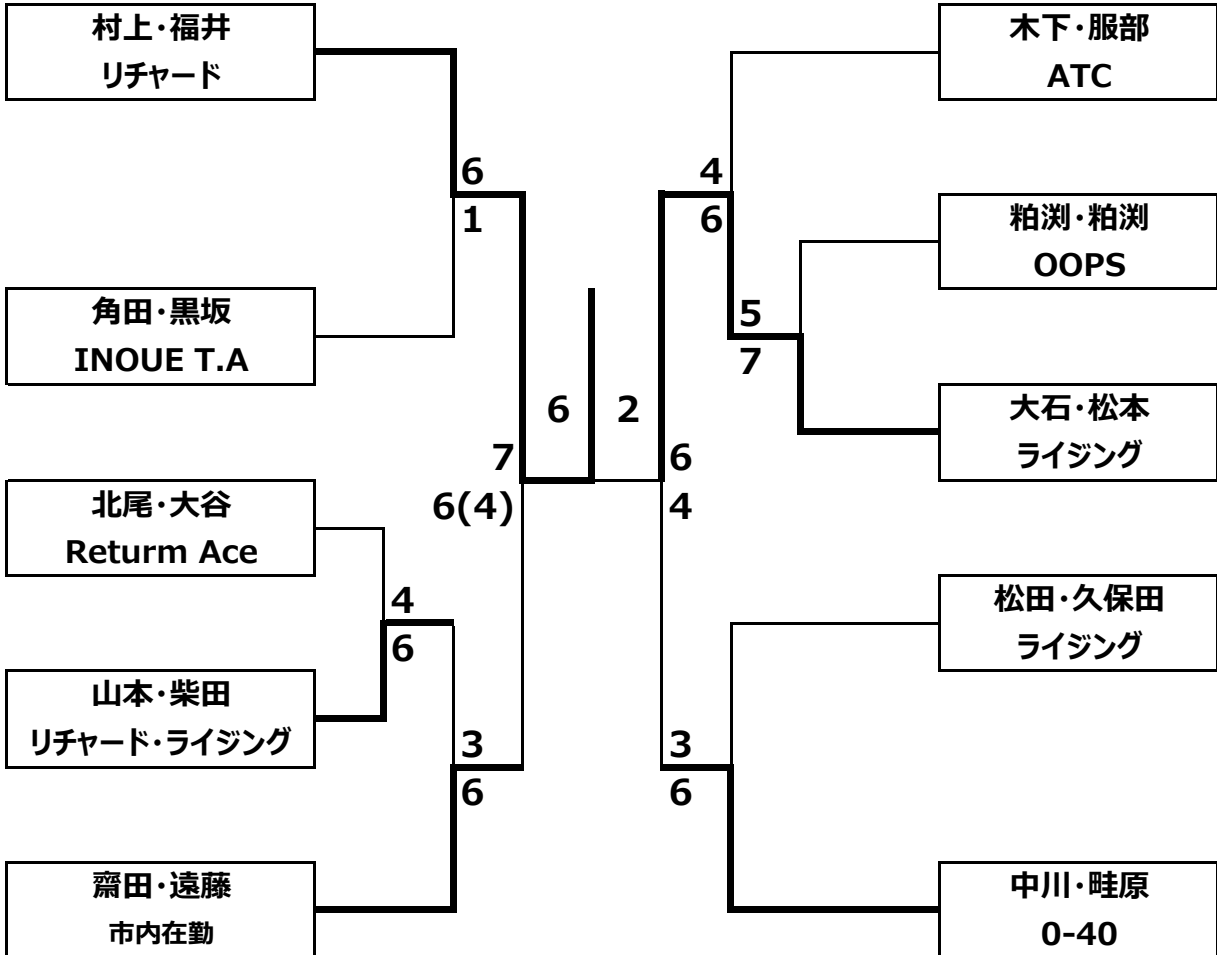 村上・福井
リチャード
木下・服部
ATC
6
1
4
6
粕渕・粕渕
OOPS
角田・黒坂
INOUE T.A
5
7
6
2
大石・松本
ライジング
7
6(4)
6
4
北尾・大谷
Returm Ace
4
6
松田・久保田
ライジング
山本・柴田
リチャード・ライジング
3
6
3
6
齋田・遠藤
市内在勤
中川・畦原
0-40